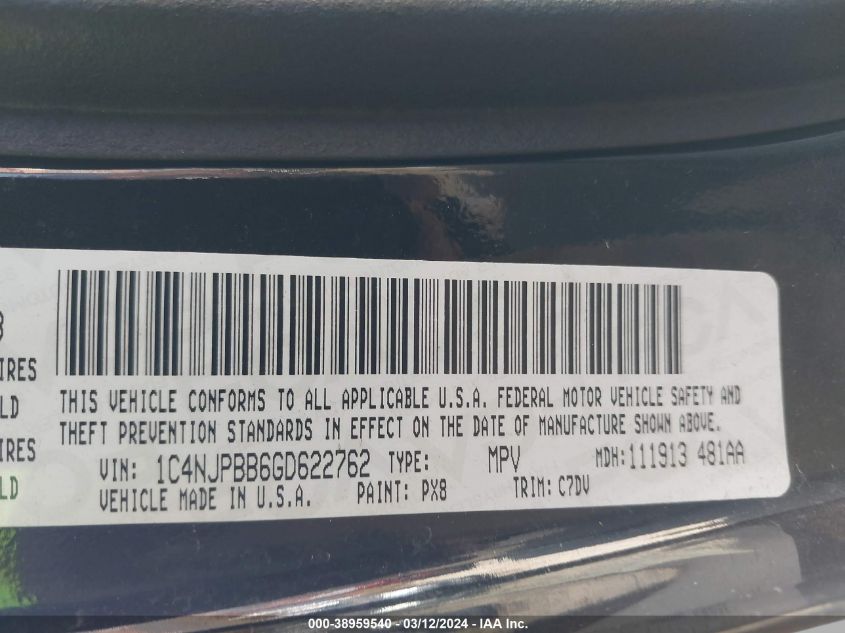 8
IRES
LD
IRES
LD
THIS VEHICLE CONFORMS TO ALL APPLICABLE U.S.A. FEDERAL MOTOR VEHICLE SAFETY AND
THEFT PREVENTION STANDARDS IN EFFECT ON THE DATE OF MANUFACTURE SHOWN ABOVE.
VIN: 1C4NJPBB6GD622762 TYPE: MPV MDH:111913 481AA
VEHICLE MADE IN U.S.A. PAINT: PX8 TRIM: C7DV
000-38959540 - 03/12/2024 - IAA Inc.